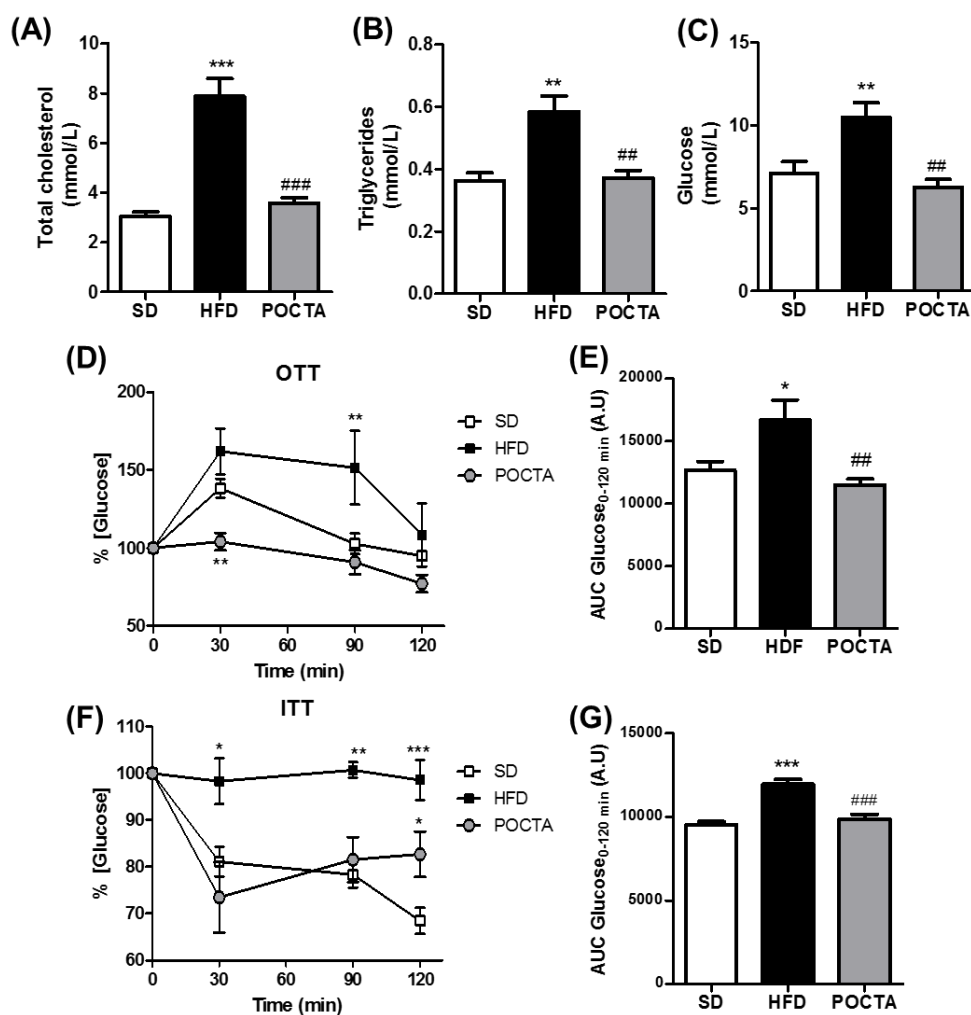 (A)
Total cholesterol
(mmol/L)
10
8
6
4
2
0
***
###
SD HFD POCTA
(B)
Triglycerides
(mmol/L)
0.8
0.6
0.4
0.2
0.0
**
##
SD HFD POCTA
(C)
Glucose
(mmol/L)
15
10
5
0
**
##
SD HFD POCTA
(D)
OTT
% [Glucose]
200
150
100
50
**
**
0 30 60 90 120
Time (min)
SD
HFD
POCTA
(E)
AUC Glucose0-120 min (A.U)
20000
15000
10000
5000
0
*
##
SD HDF POCTA
(F)
ITT
% [Glucose]
110
100
90
80
70
60
*
**
***
*
0 30 60 90 120
Time (min)
SD
HFD
POCTA
(G)
AUC Glucose0-120 min (A.U)
15000
10000
5000
0
***
###
SD HFD POCTA